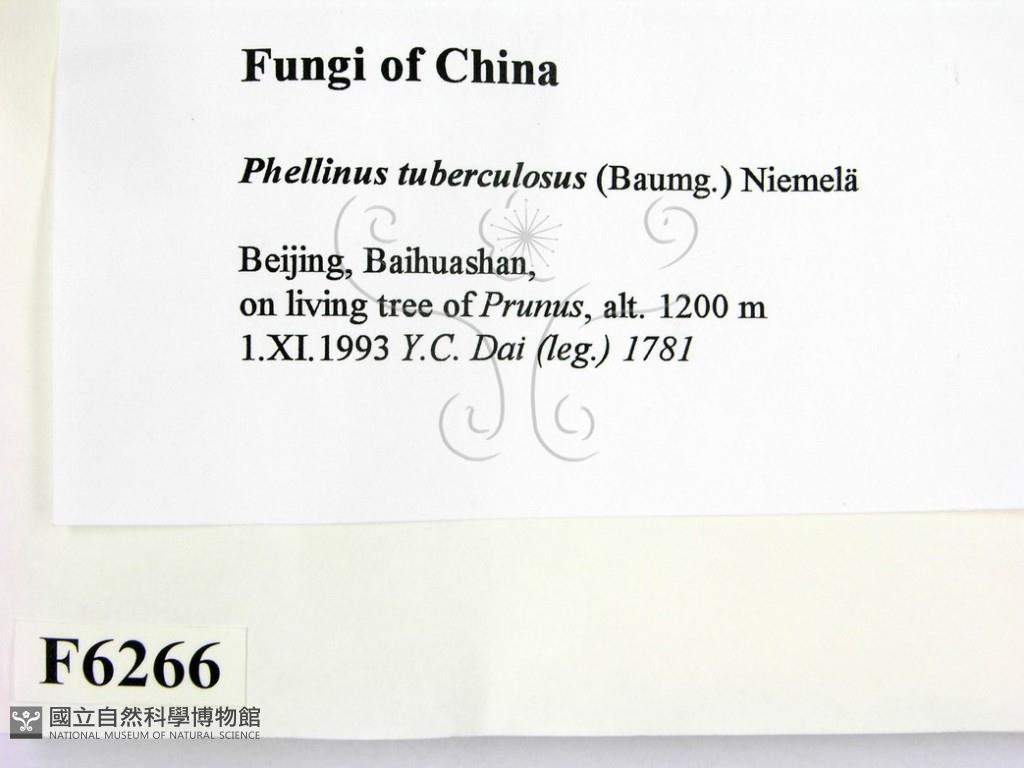 Fungi of China
Phellinus tuberculosus (Baumg.) Niemelä
Beijing, Baihuashan,
on living tree of Prunus, alt. 1200 m
1.XI.1993 Y.C. Dai (leg.) 1781
F6266
國立自然科學博物館
NATIONAL MUSEUM OF NATURAL SCIENCE